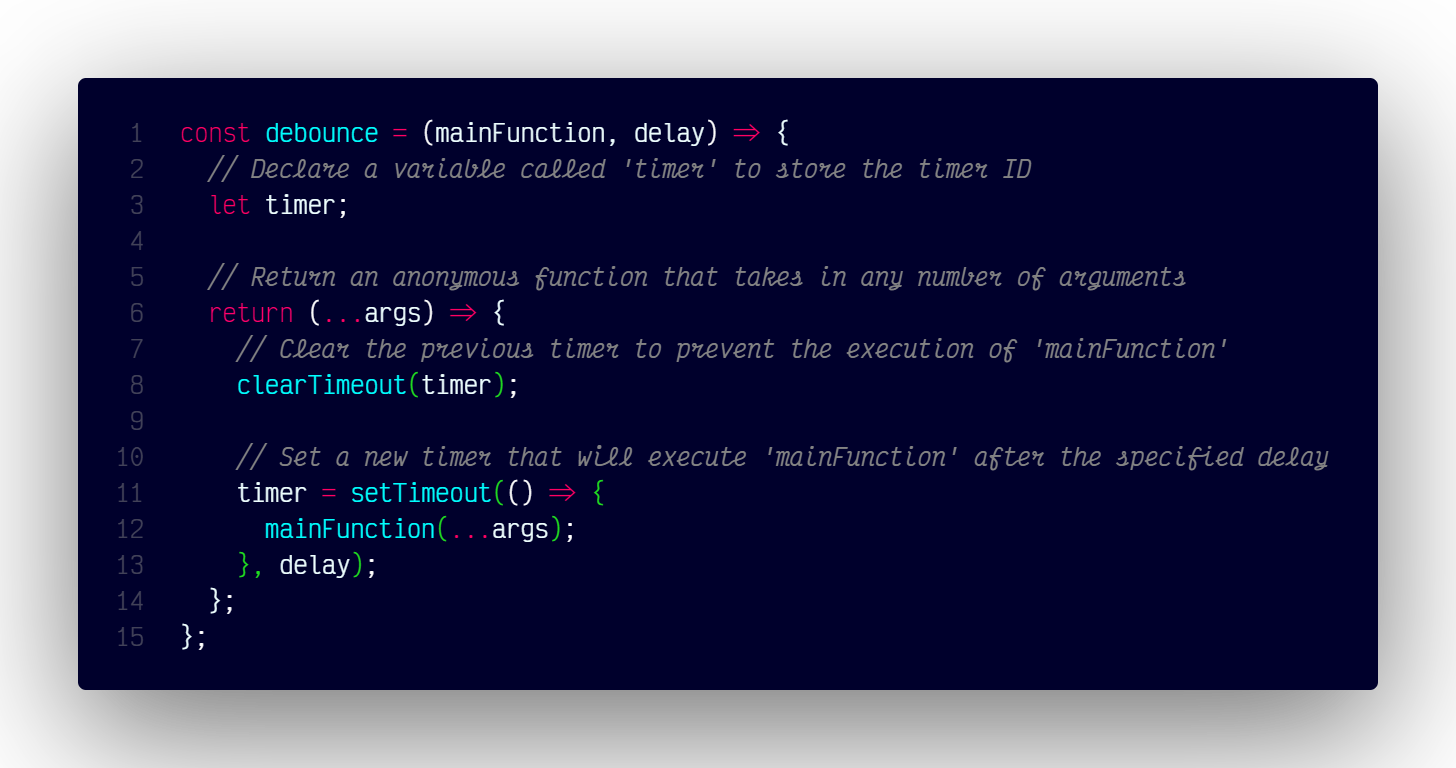 1 const debounce = (mainFunction, delay) => {
2 // Declare a variable called 'timer' to store the timer ID
3 let timer;
4
5 // Return an anonymous function that takes in any number of arguments
6 return (...args) => {
7 // Clear the previous timer to prevent the execution of 'mainFunction'
8 clearTimeout(timer);
9
10 // Set a new timer that will execute 'mainFunction' after the specified delay
11 timer = setTimeout(() => {
12 mainFunction(...args);
13 }, delay);
14 };
15 };